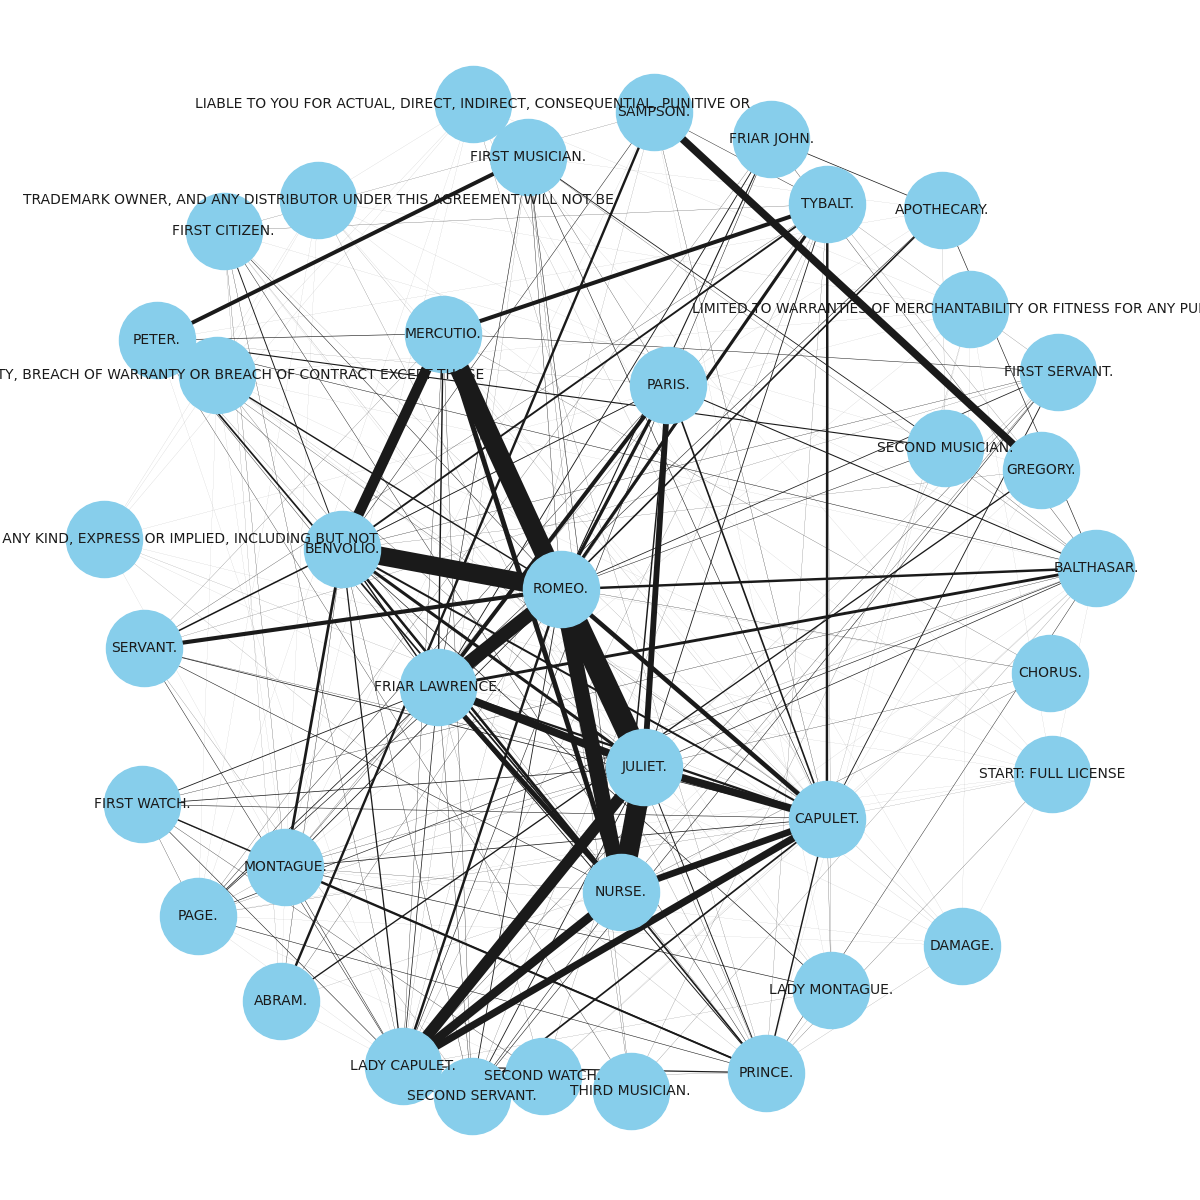 LIABLE TO YOU FOR ACTUAL, DIRECT, INDIRECT, CONSEQUENTIAL, PUNITIVE OR
SAMPSON.
FRIAR JOHN.
FIRST MUSICIAN.
TRADEMARK OWNER, AND ANY DISTRIBUTOR UNDER THIS AGREEMENT WILL NOT BE
TYBALT.
APOTHECARY.
FIRST CITIZEN.
LIMITED TO WARRANTIES OF MERCHANTABILITY OR FITNESS FOR ANY
MERCUTIO.
PETER.
BREACH OF WARRANTY OR BREACH OF CONTRACT EXCEPT THOSE
PARIS.
FIRST SERVANT.
SECOND MUSICIAN.
GREGORY.
ANY KIND, EXPRESS OR IMPLIED, INCLUDING BUT NOT
BENVOLIO.
BALTHASAR.
ROMEO.
SERVANT.
CHORUS.
FRIAR LAWRENCE.
JULIET.
START: FULL LICENSE
FIRST WATCH.
CAPULET.
MONTAGUE.
NURSE.
PAGE.
DAMAGE.
LADY MONTAGUE.
ABRAM.
LADY CAPULET.
SECOND WATCH.
PRINCE.
THIRD MUSICIAN.
SECOND SERVANT.